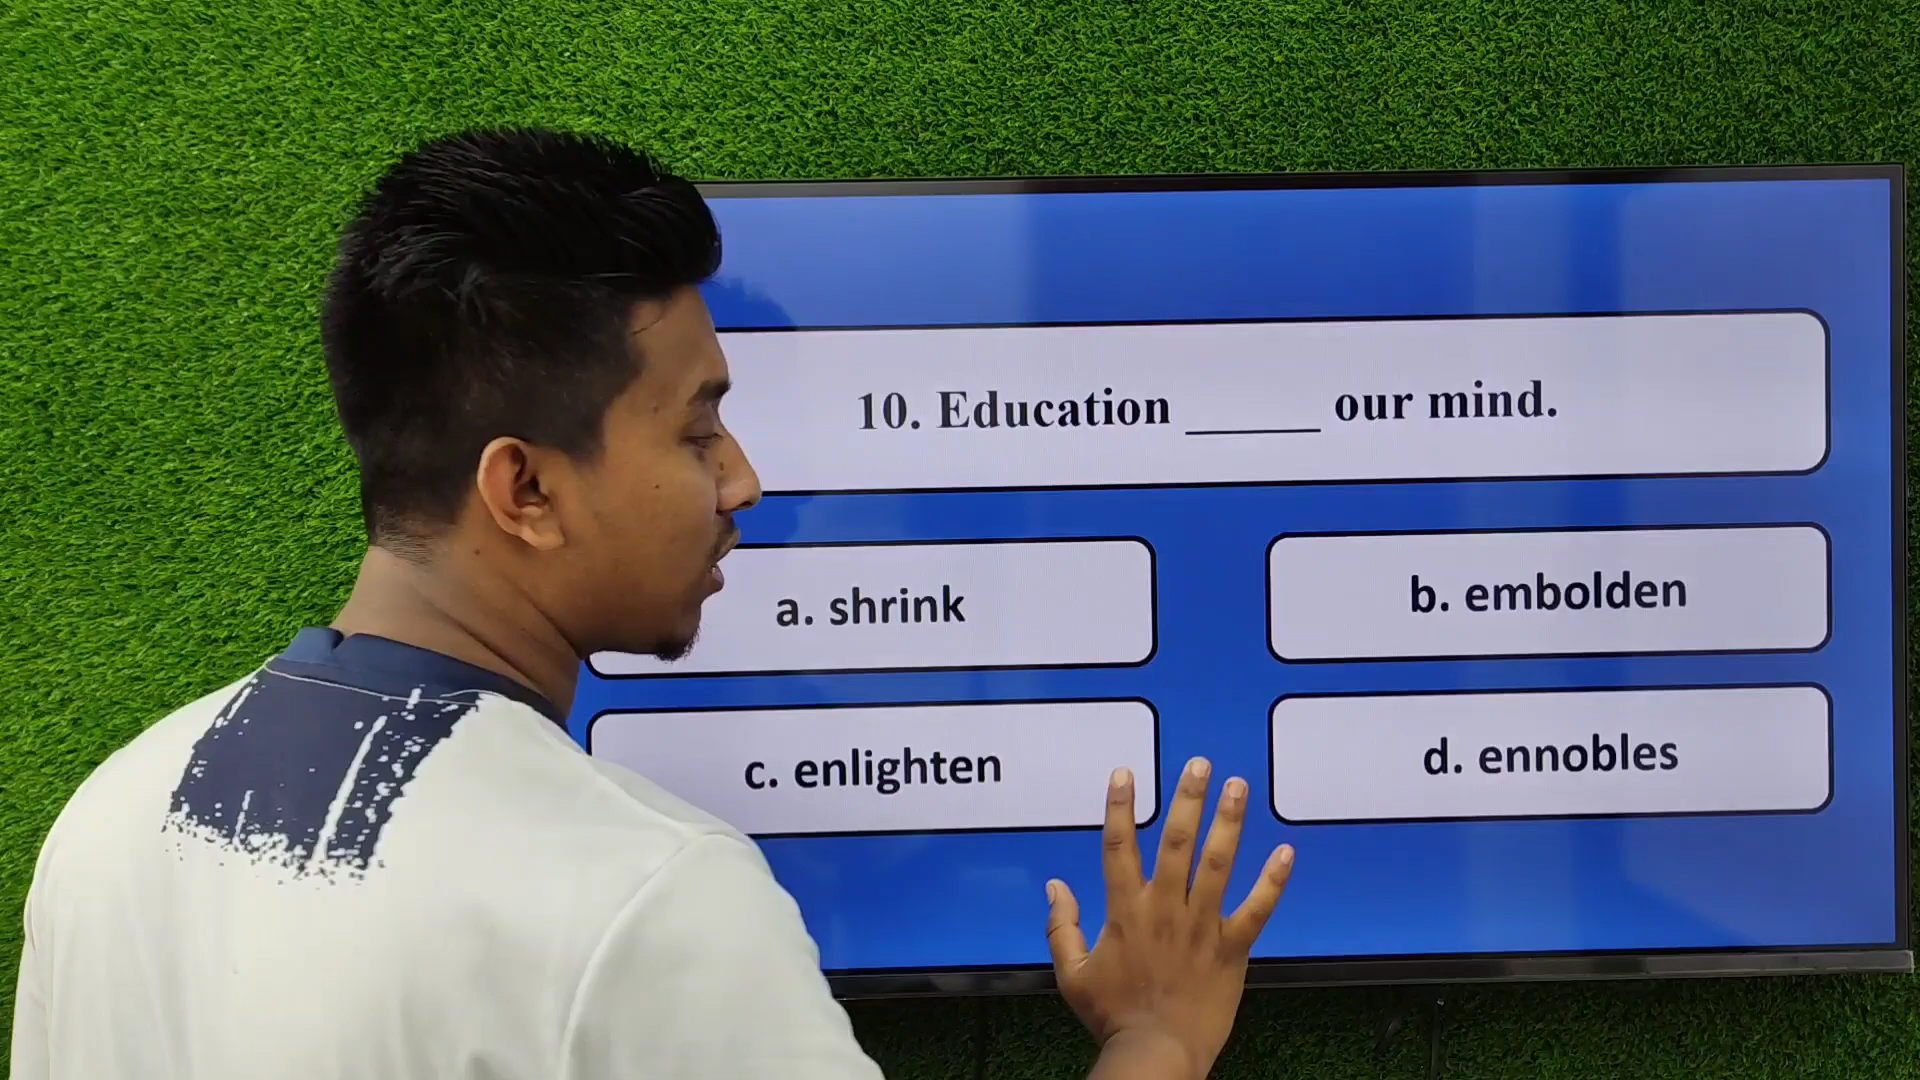 10. Education _____ our mind.
a. shrink
b. embolden
c. enlighten
d. ennobles